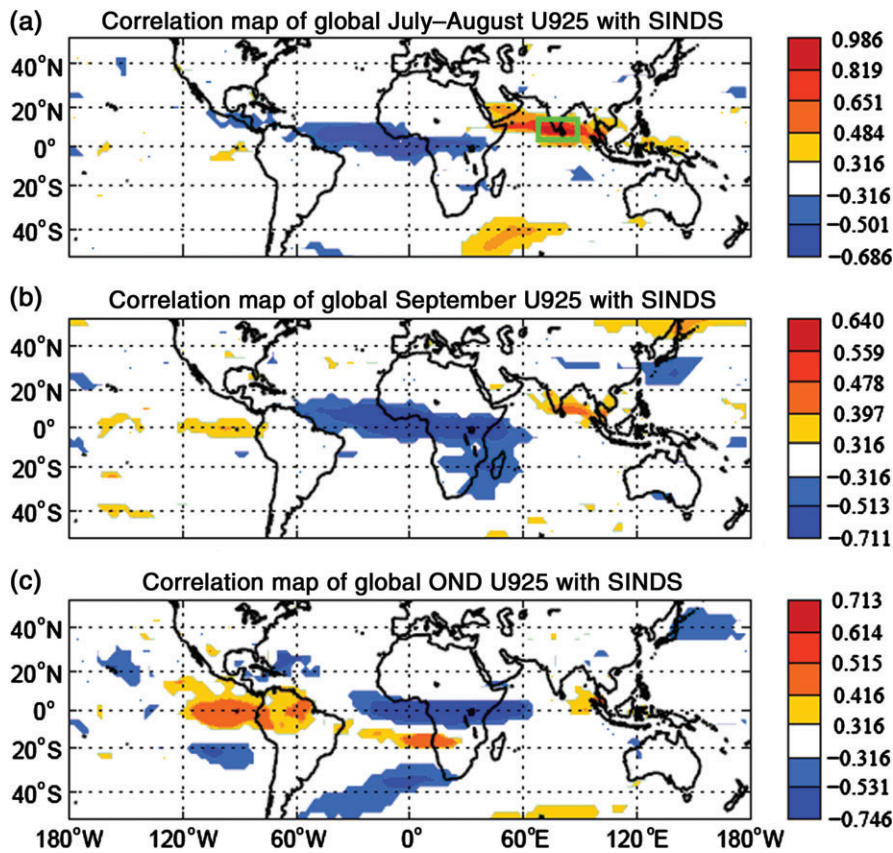 (a)
Correlation map of global July–August U925 with SINDS
40°N
20°N
0°
20°S
40°S
0.986
0.819
0.651
0.484
0.316
−0.316
−0.501
−0.686
(b)
Correlation map of global September U925 with SINDS
40°N
20°N
0°
20°S
40°S
0.640
0.559
0.478
0.397
0.316
−0.316
−0.513
−0.711
(c)
Correlation map of global OND U925 with SINDS
40°N
20°N
0°
20°S
40°S
0.713
0.614
0.515
0.416
0.316
−0.316
−0.531
−0.746
180°W 120°W 60°W 0° 60°E 120°E 180°W